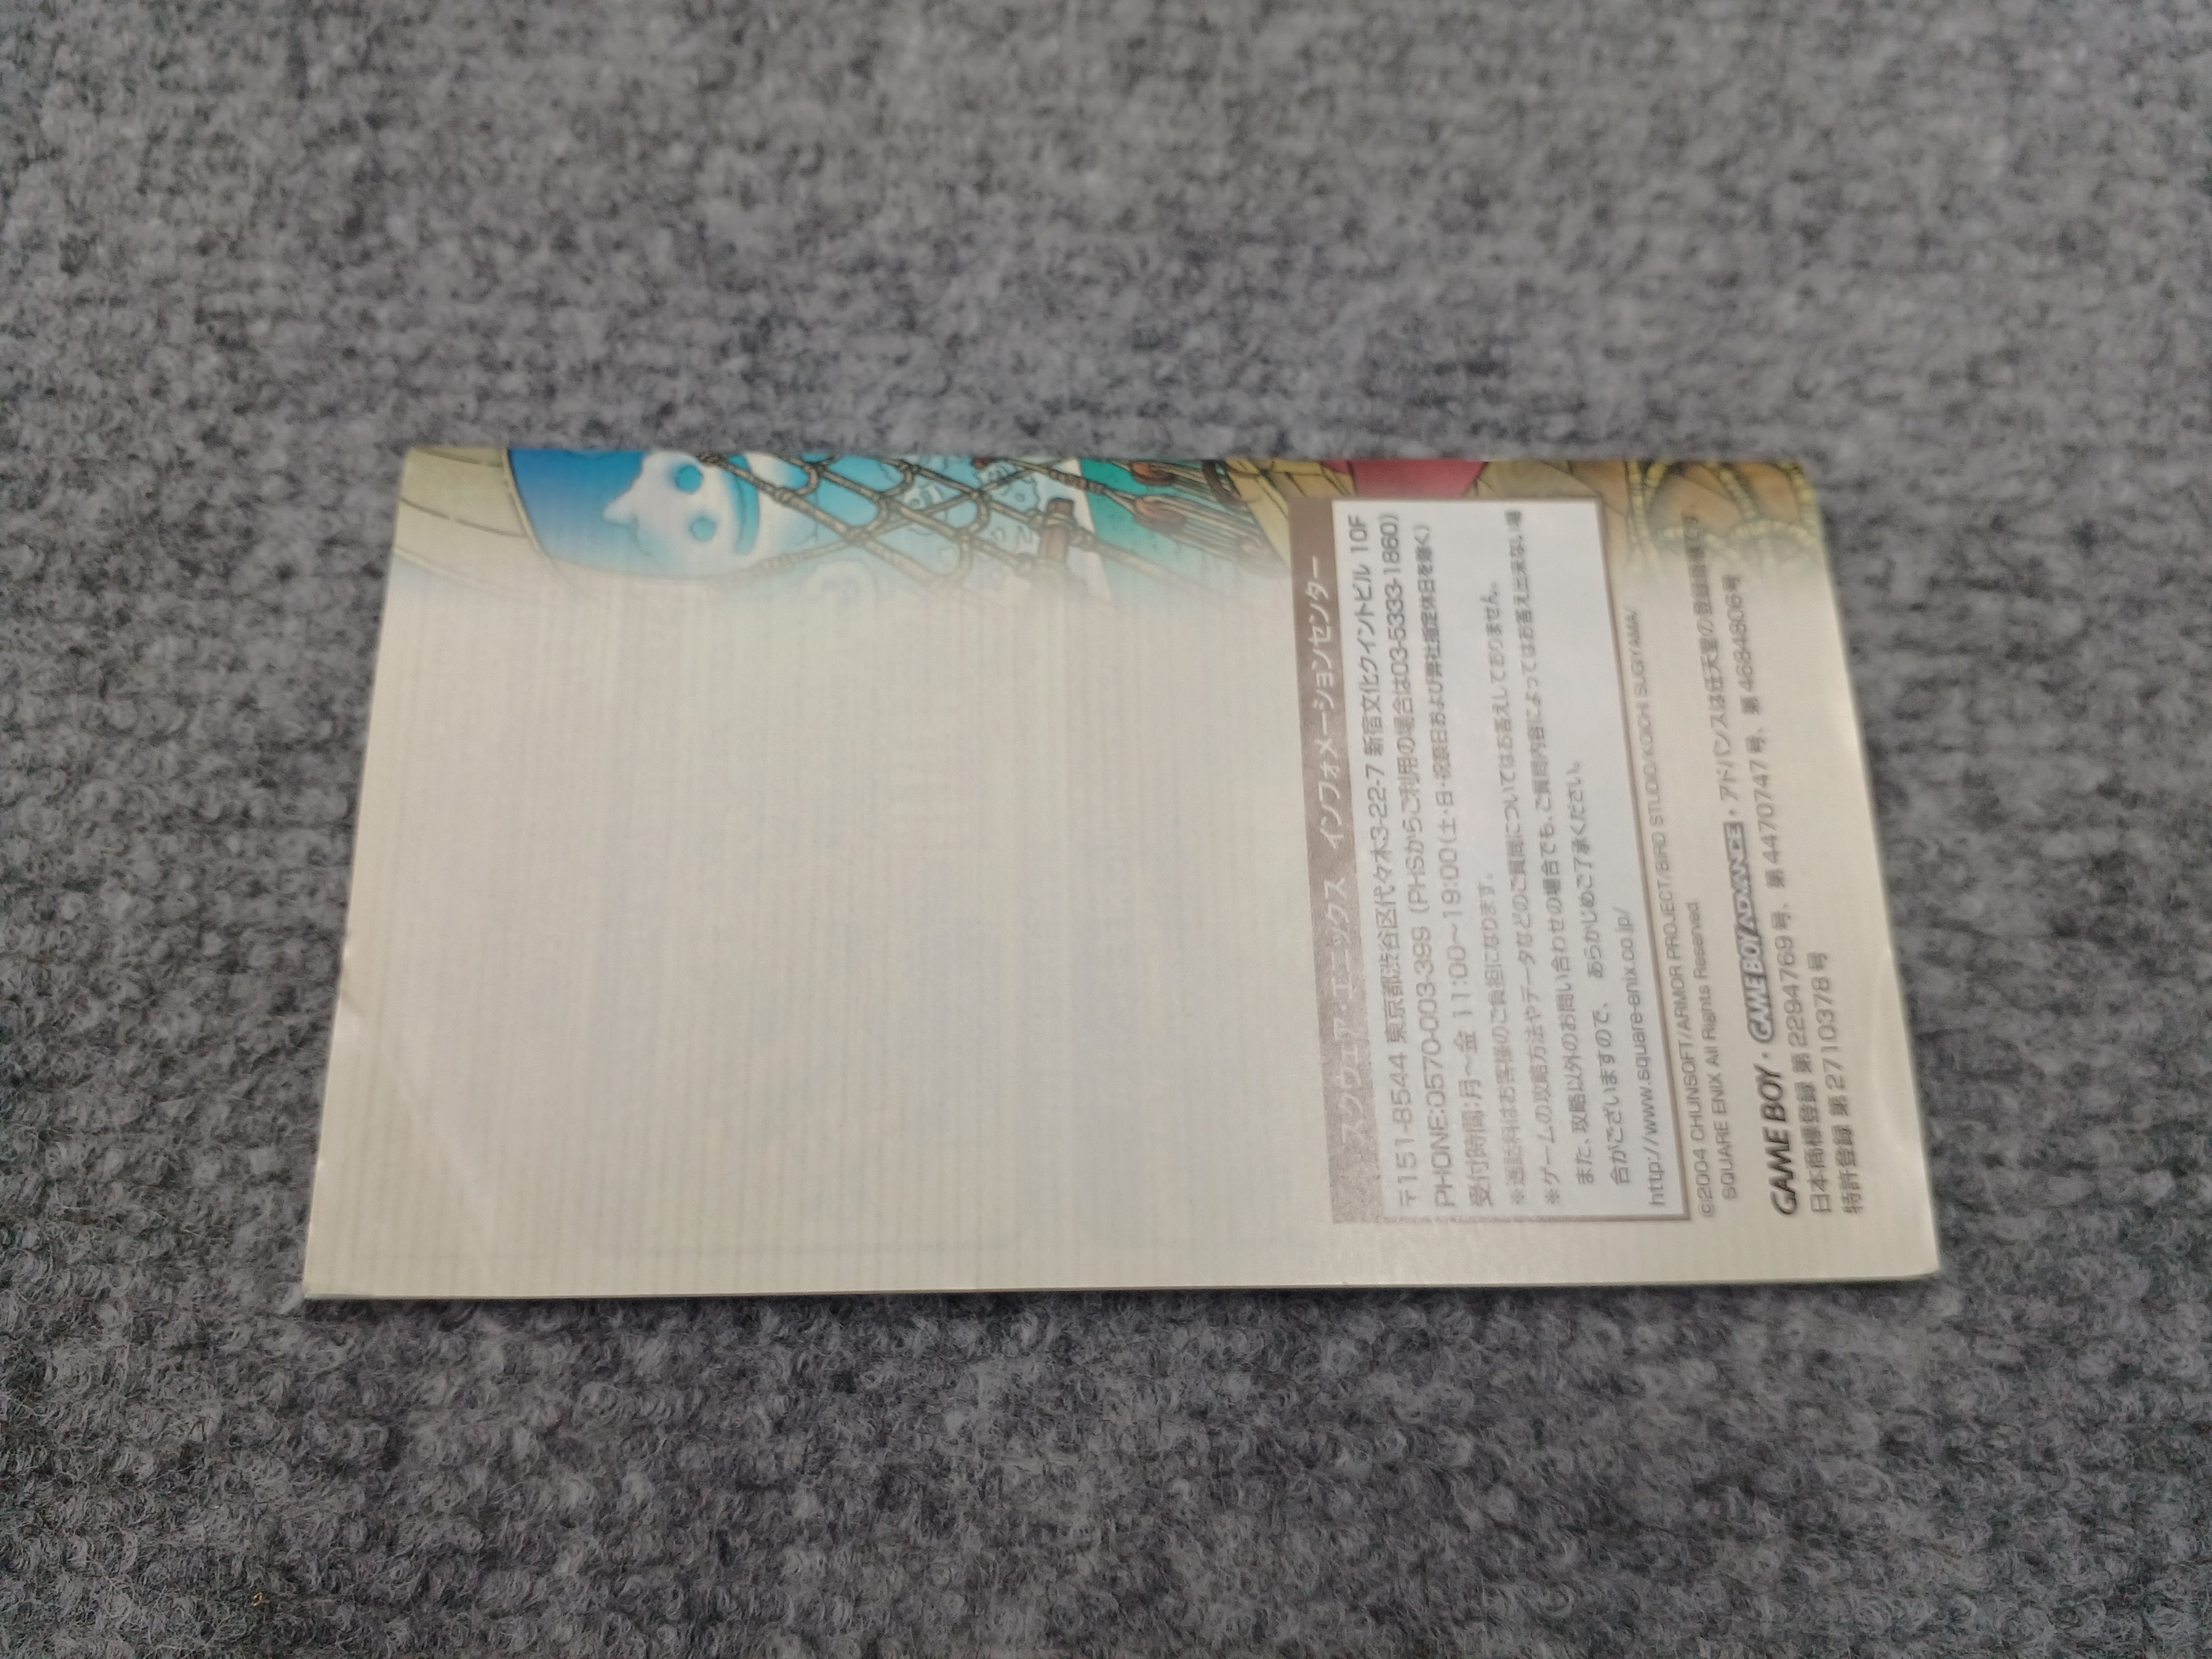 スクウェア・エニックス インフォメーションセンター
〒151-8544 東京都渋谷区代々木3-22-7 新宿文化クイントビル 10F
PHONE:0570-003-399 (PHSからご利用の場合は03-5333-1860)
受付時間:月～金 11:00～19:00(土・日・祝祭日および弊社指定休日を除く)
※通話料はお客様のご負担になります。
※ゲームの攻略方法やデータなどのご質問についてはお答えしておりません。
また、攻略以外のお問い合わせの場合でも、ご質問内容によってはお答え出来ない場
台がございますので、あらかじめご了承ください。
http://www.square-enix.co.jp/
©2004 CHUNSOFT/ARMOR PROJECT/BIRD STUDIO/KOICHI SUGIYAMA/
SQUARE ENIX All Rights Reserved.
GAME BOY・GAME BOY ADVANCE・アドバンスは任天堂の登録商標です。
日本商標登録 第2294769号、第4470747号、第4684806号
特許登録 第2710378号